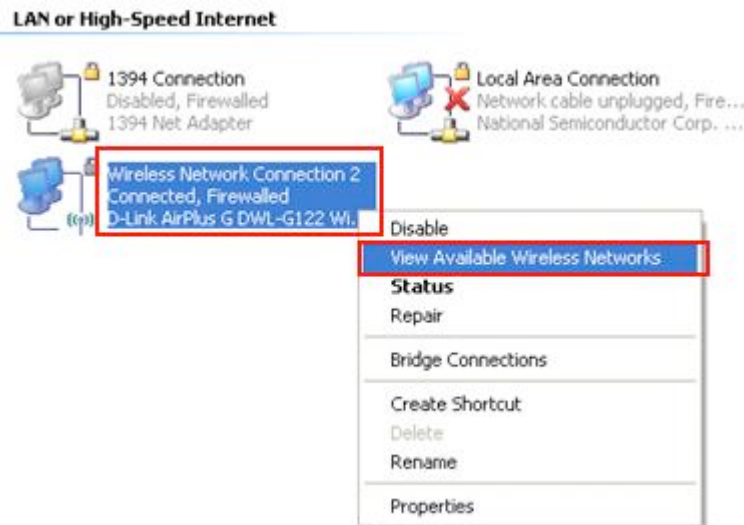 LAN or High-Speed Internet
1394 Connection
Disabled, Firewalled
1394 Net Adapter
Local Area Connection
Network cable unplugged, Fire...
National Semiconductor Corp. ...
Wireless Network Connection 2
Connected, Firewalled
D-Link AirPlus G DWL-G122 Wi.
Disable
View Available Wireless Networks
Status
Repair
Bridge Connections
Create Shortcut
Delete
Rename
Properties